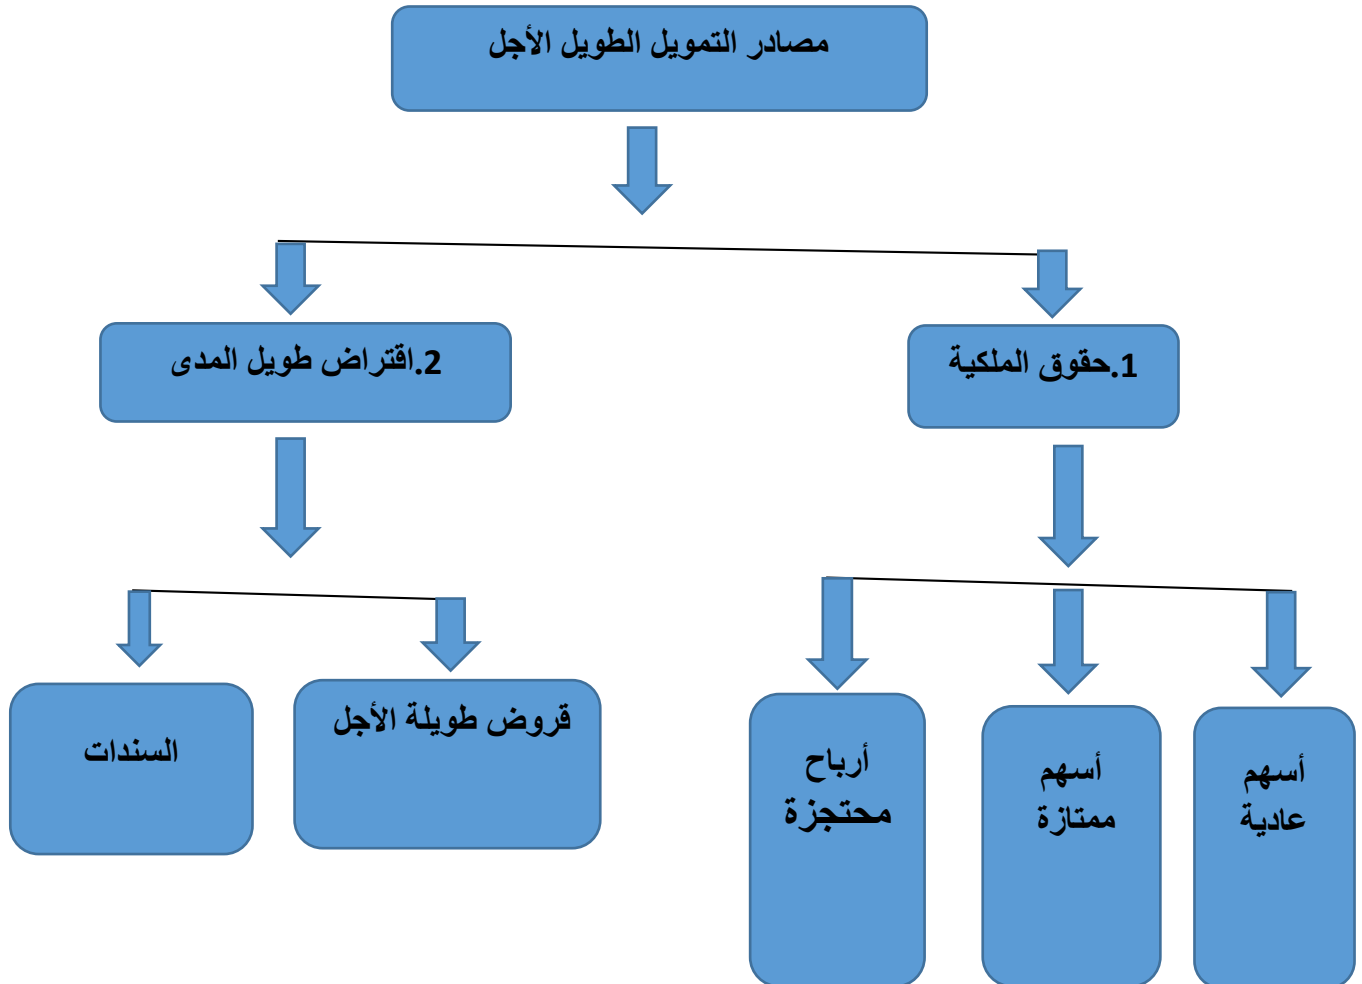 مصادر التمويل الطويل الأجل
1.حقوق الملكية
2.اقتراض طويل المدى
أسهم
عادية
أسهم
ممتازة
أرباح
محتجزة
قروض طويلة الأجل
السندات